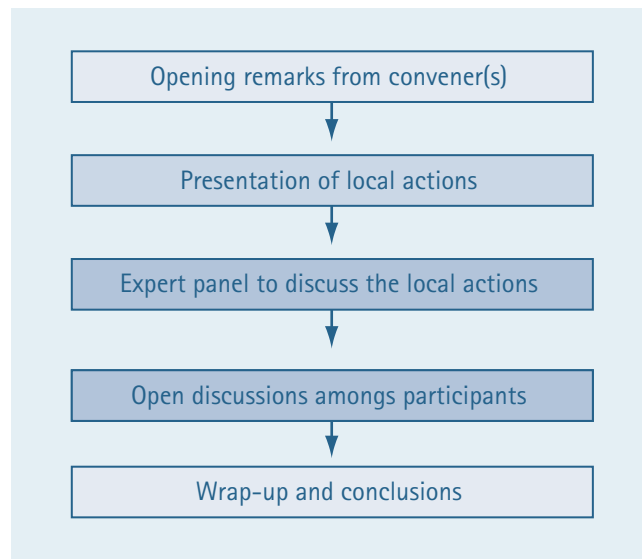 Opening remarks from convener(s)
Presentation of local actions
Expert panel to discuss the local actions
Open discussions amongs participants
Wrap-up and conclusions